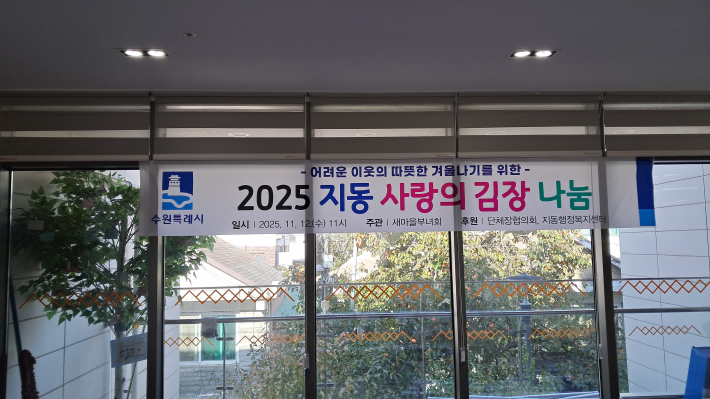 - 어려운 이웃의 따뜻한 겨울나기를 위한 -
2025 지동 사랑의 김장 나눔
수원특례시
일시 | 2025. 11. 12.(수) 11시 주관 | 새마을부녀회 후원 | 단체장협의회, 지동행정복지센터